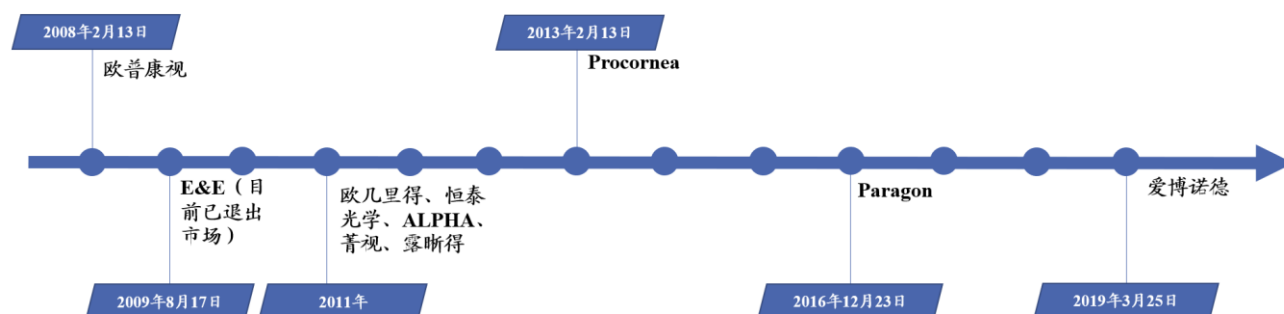 2008年2月13日
欧普康视
2013年2月13日
Procornea
E&E（目
前已退出
市场）
2009年8月17日
欧几里得、恒泰
光学、ALPHA、
菁视、露晰得
2011年
Paragon
2016年12月23日
爱博诺德
2019年3月25日